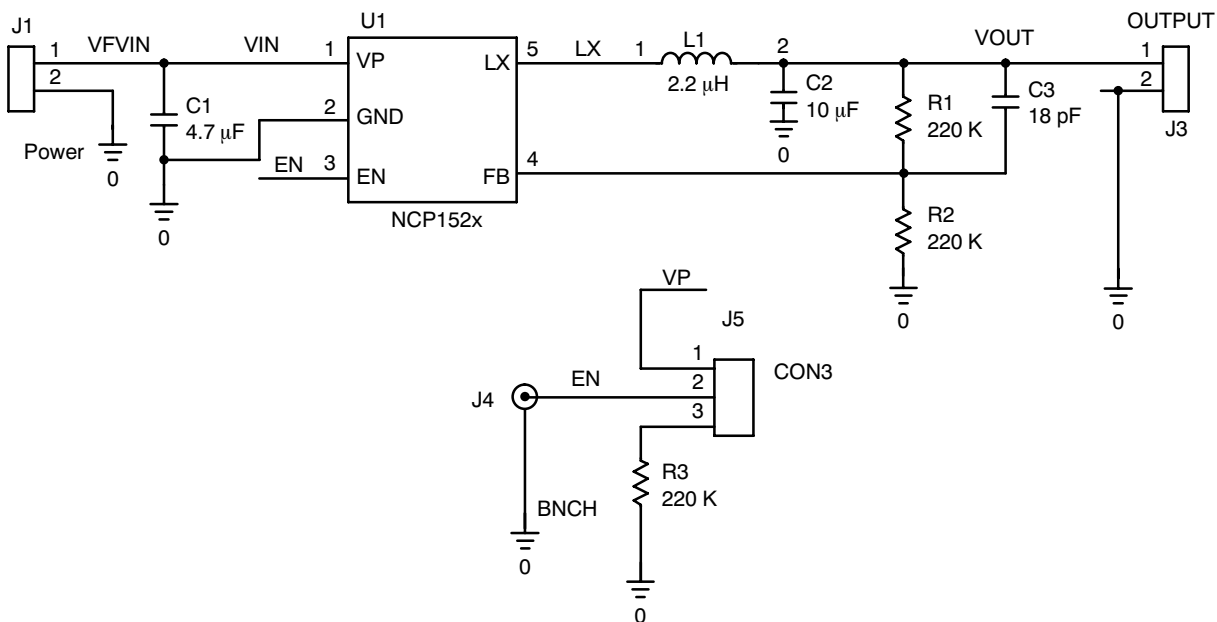 J1
1
2
VFVIN
VIN
Power
0
C1
4.7 μF
0
U1
1
VP
2
GND
EN
3
EN
LX
5
FB
4
NCP152x
LX
1
L1
2.2 μH
2
C2
10 μF
0
VOUT
R1
220 K
C3
18 pF
R2
220 K
0
OUTPUT
1
2
J3
0
VP
J5
1
2
3
CON3
EN
J4
BNCH
0
R3
220 K
0